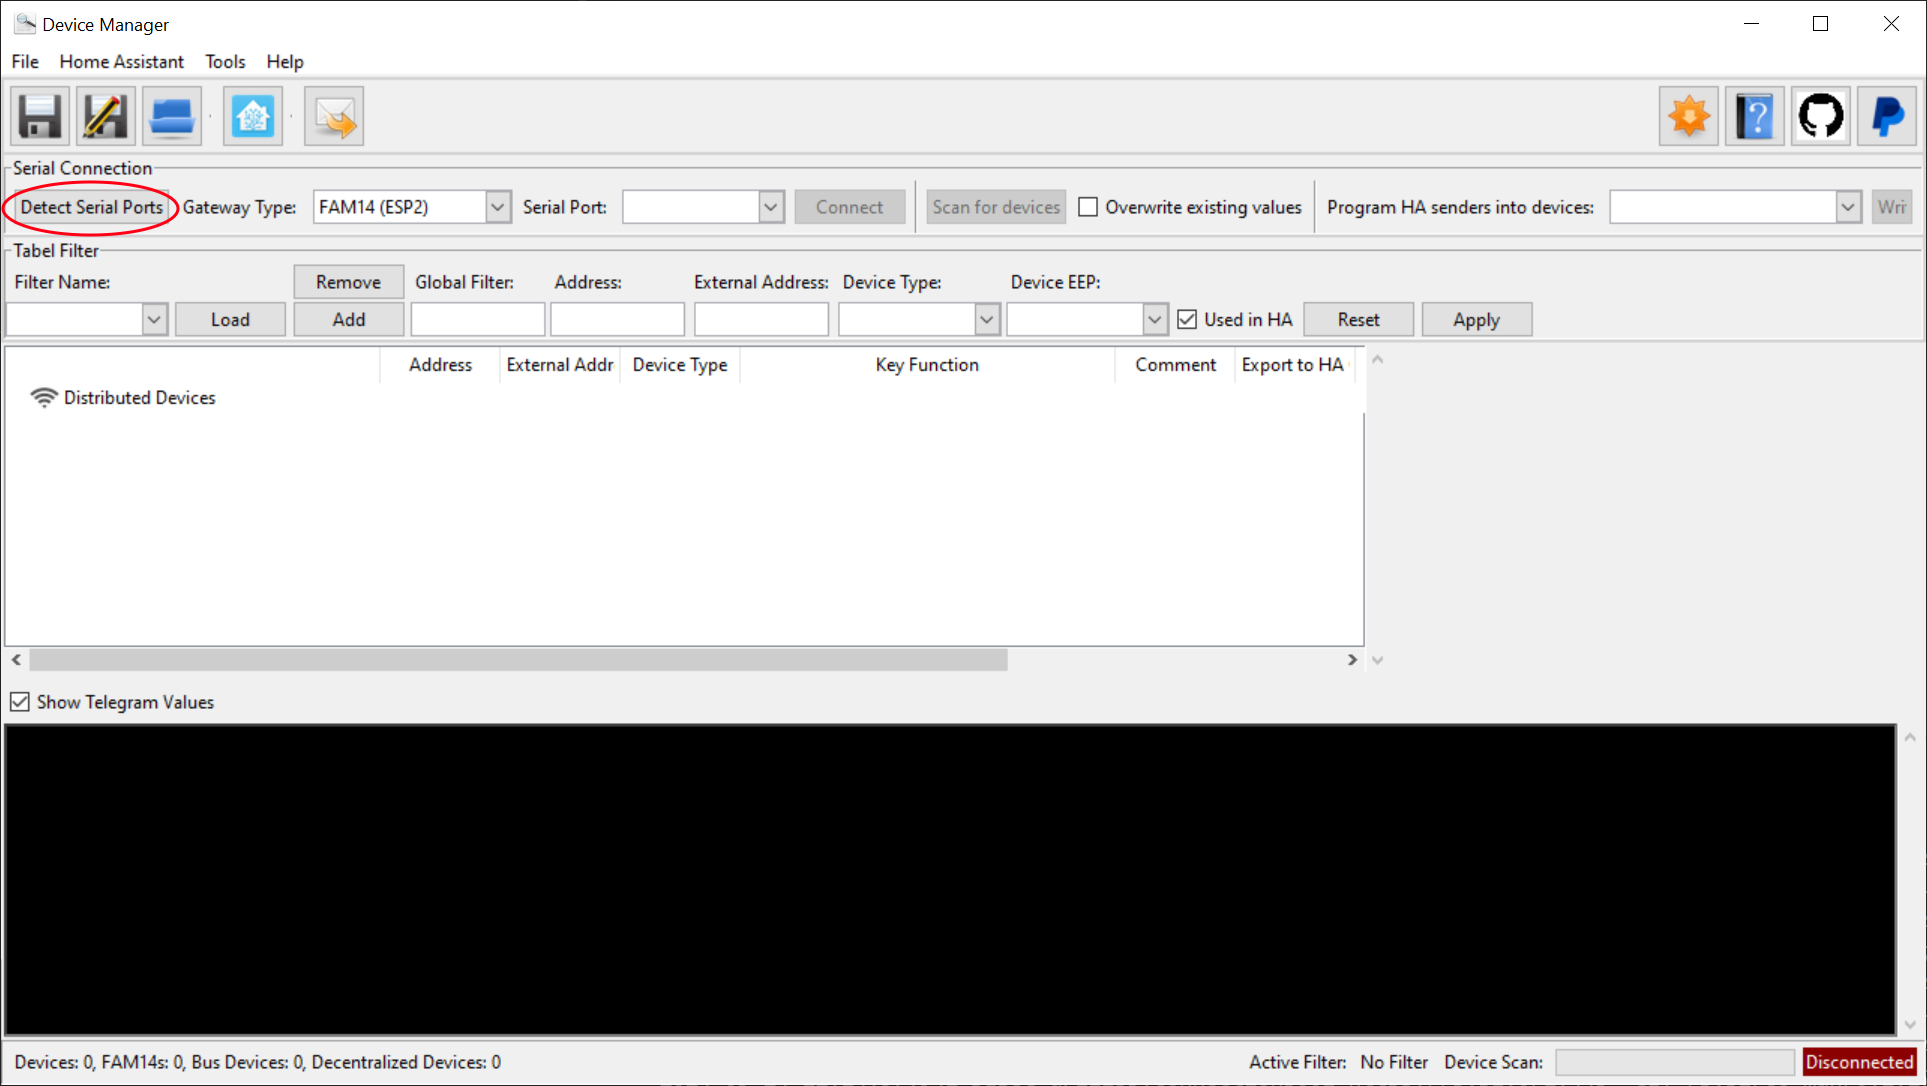 Device Manager
File Home Assistant Tools Help
Serial Connection
Detect Serial Ports Gateway Type: FAM14 (ESP2) Serial Port: Connect Scan for devices Overwrite existing values Program HA senders into devices: Wri
Tabel Filter
Filter Name: Remove Global Filter: Address: External Address: Device Type: Device EEP:
Load Add Used in HA Reset Apply
Address External Addr Device Type Key Function Comment Export to HA
Distributed Devices
Show Telegram Values
Devices: 0, FAM14s: 0, Bus Devices: 0, Decentralized Devices: 0 Active Filter: No Filter Device Scan: Disconnected